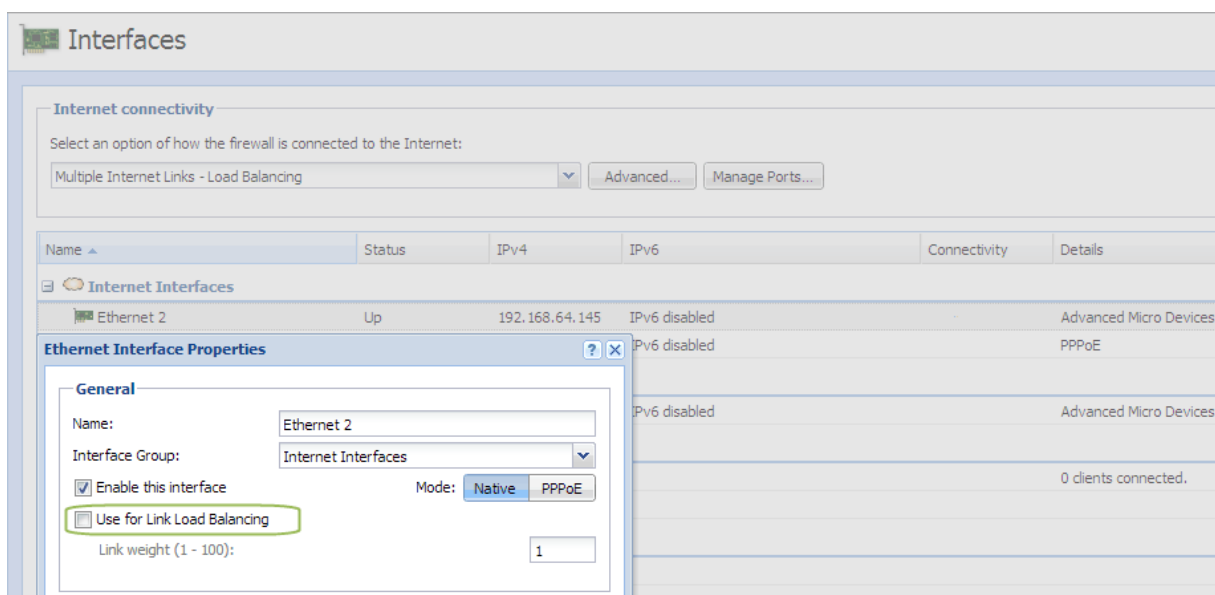 Interfaces
Internet connectivity
Select an option of how the firewall is connected to the Internet:
Multiple Internet Links - Load Balancing Advanced... Manage Ports...
Name Status IPv4 IPv6 Connectivity Details
Internet Interfaces
Ethernet 2 Up 192.168.64.145 IPv6 disabled Advanced Micro Devices
Ethernet Interface Properties ? IPv6 disabled PPPoE
General
Name: Ethernet 2 IPv6 disabled Advanced Micro Devices
Interface Group: Internet Interfaces
Enable this interface Mode: Native PPPoE 0 clients connected.
Use for Link Load Balancing
Link weight (1 - 100): 1